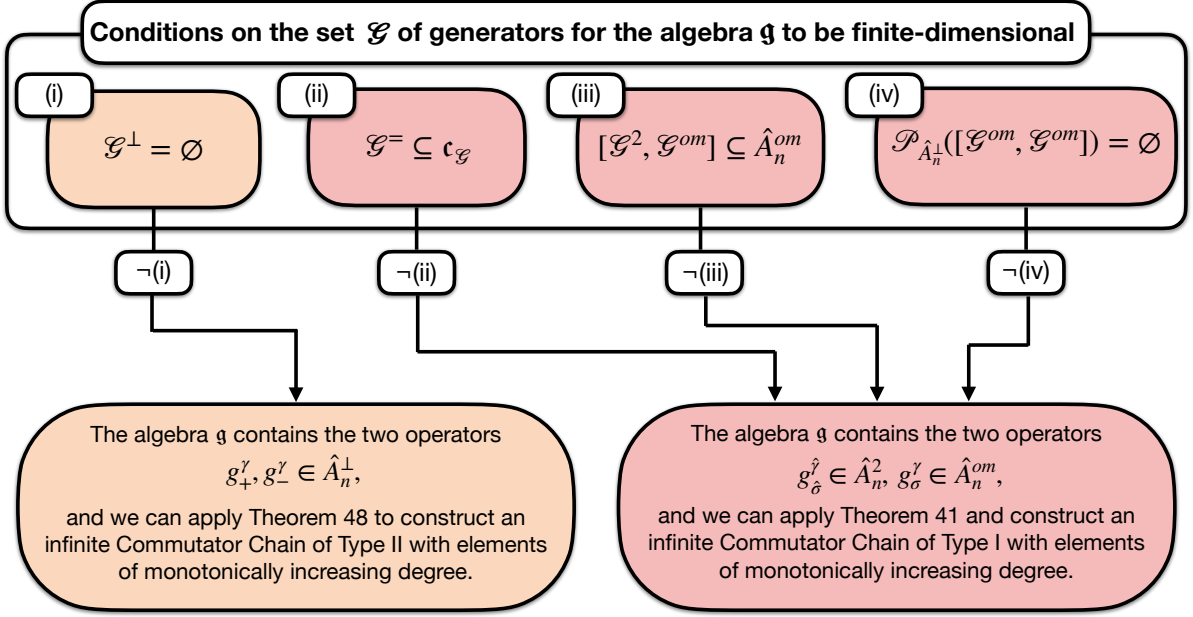 Conditions on the set 𝒢 of generators for the algebra 𝔤 to be finite-dimensional
(i)
(ii)
(iii)
(iv)
𝒢^⊥ = ∅
𝒢^= ⊆ 𝔠_𝒢
[𝒢^2, 𝒢^{om}] ⊆ Â_n^{om}
𝒫_{Â_n^⊥}([𝒢^{om}, 𝒢^{om}]) = ∅
¬(i)
¬(ii)
¬(iii)
¬(iv)
The algebra 𝔤 contains the two operators
g_+^γ, g_-^γ ∈ Â_n^⊥,
and we can apply Theorem 48 to construct an
infinite Commutator Chain of Type II with elements
of monotonically increasing degree.
The algebra 𝔤 contains the two operators
g_{σ̂}^{γ̂} ∈ Â_n^2, g_σ^γ ∈ Â_n^{om},
and we can apply Theorem 41 and construct an
infinite Commutator Chain of Type I with elements
of monotonically increasing degree.